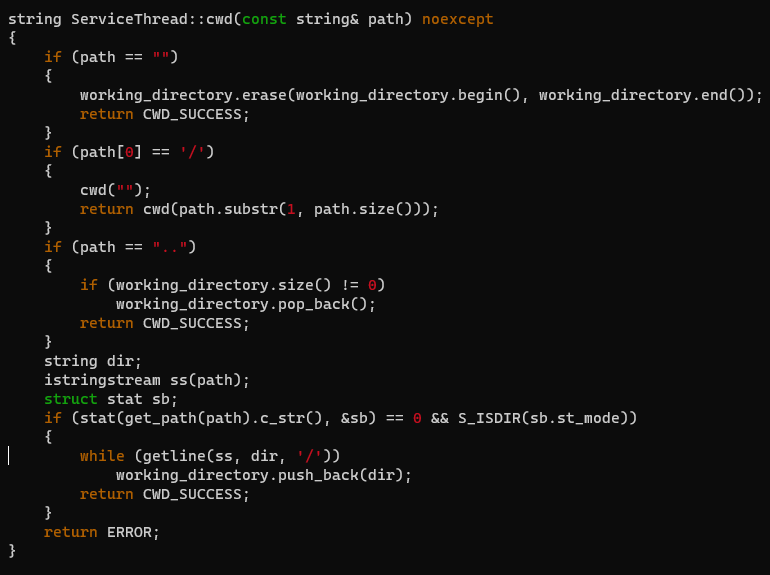 string ServiceThread::cwd(const string& path) noexcept
{
    if (path == "")
    {
        working_directory.erase(working_directory.begin(), working_directory.end());
        return CWD_SUCCESS;
    }
    if (path[0] == '/')
    {
        cwd("");
        return cwd(path.substr(1, path.size()));
    }
    if (path == "..")
    {
        if (working_directory.size() != 0)
            working_directory.pop_back();
        return CWD_SUCCESS;
    }
    string dir;
    istringstream ss(path);
    struct stat sb;
    if (stat(get_path(path).c_str(), &sb) == 0 && S_ISDIR(sb.st_mode))
    {
        while (getline(ss, dir, '/'))
            working_directory.push_back(dir);
        return CWD_SUCCESS;
    }
    return ERROR;
}